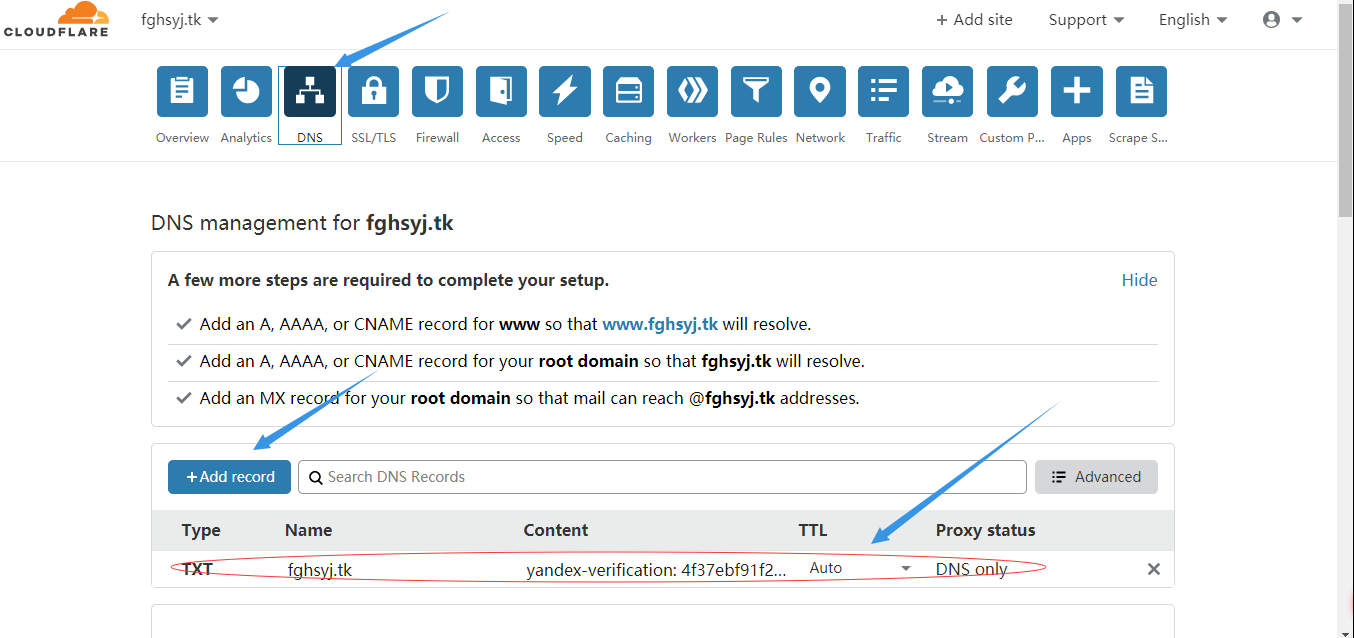 CLOUDFLARE
fghsyj.tk
+ Add site
Support
English
Overview
Analytics
DNS
SSL/TLS
Firewall
Access
Speed
Caching
Workers
Page Rules
Network
Traffic
Stream
Custom P...
Apps
Scrape S...
DNS management for fghsyj.tk
A few more steps are required to complete your setup.
Hide
Add an A, AAAA, or CNAME record for www so that www.fghsyj.tk will resolve.
Add an A, AAAA, or CNAME record for your root domain so that fghsyj.tk will resolve.
Add an MX record for your root domain so that mail can reach @fghsyj.tk addresses.
+Add record
Search DNS Records
Advanced
Type Name Content TTL Proxy status
TXT fghsyj.tk yandex-verification: 4f37ebf91f2... Auto DNS only